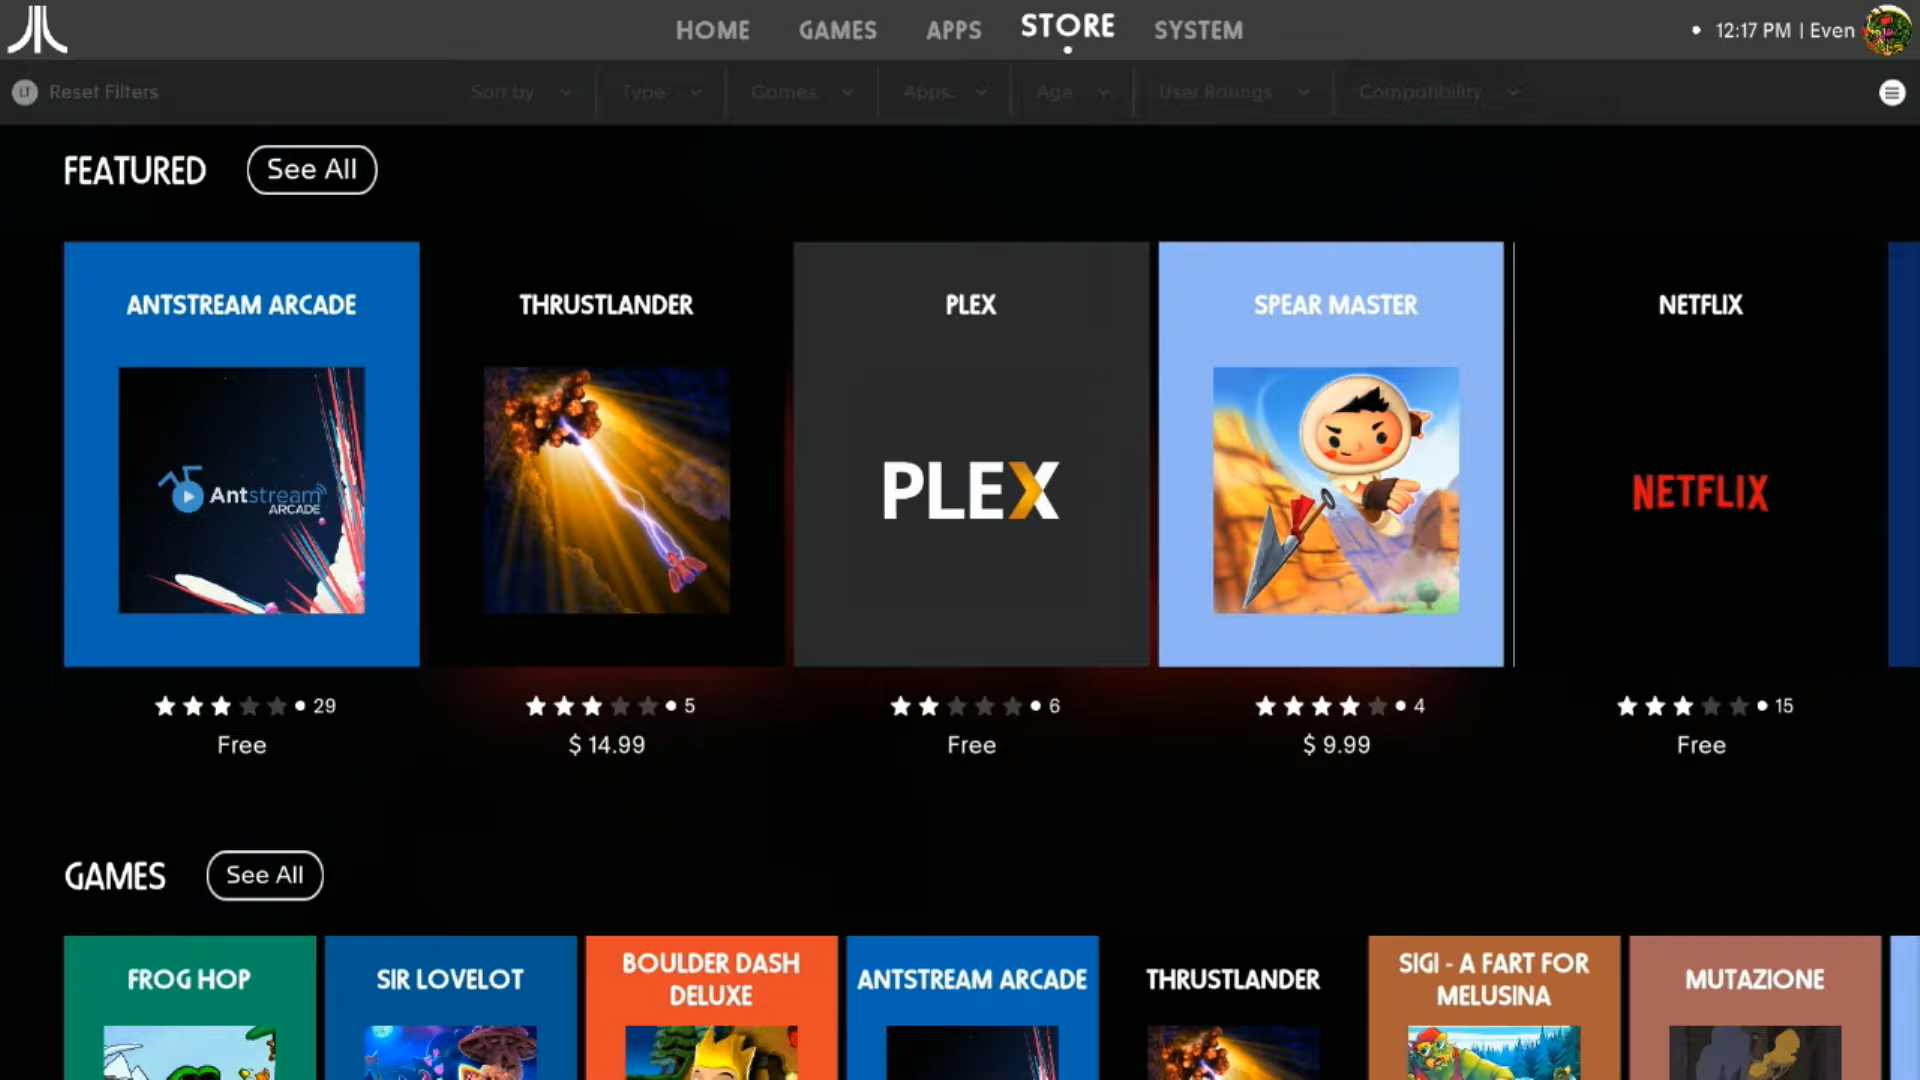 HOME GAMES APPS STORE SYSTEM
12:17 PM | Even
LT Reset Filters
Sort by Type Games Apps Age User Ratings Compatibility
FEATURED See All
ANTSTREAM ARCADE
THRUSTLANDER
PLEX
SPEAR MASTER
NETFLIX
Antstream
ARCADE
PLEX
NETFLIX
29
5
6
4
15
Free
$ 14.99
Free
$ 9.99
Free
GAMES See All
FROG HOP
SIR LOVELOT
BOULDER DASH
DELUXE
ANTSTREAM ARCADE
THRUSTLANDER
SIGI - A FART FOR
MELUSINA
MUTAZIONE